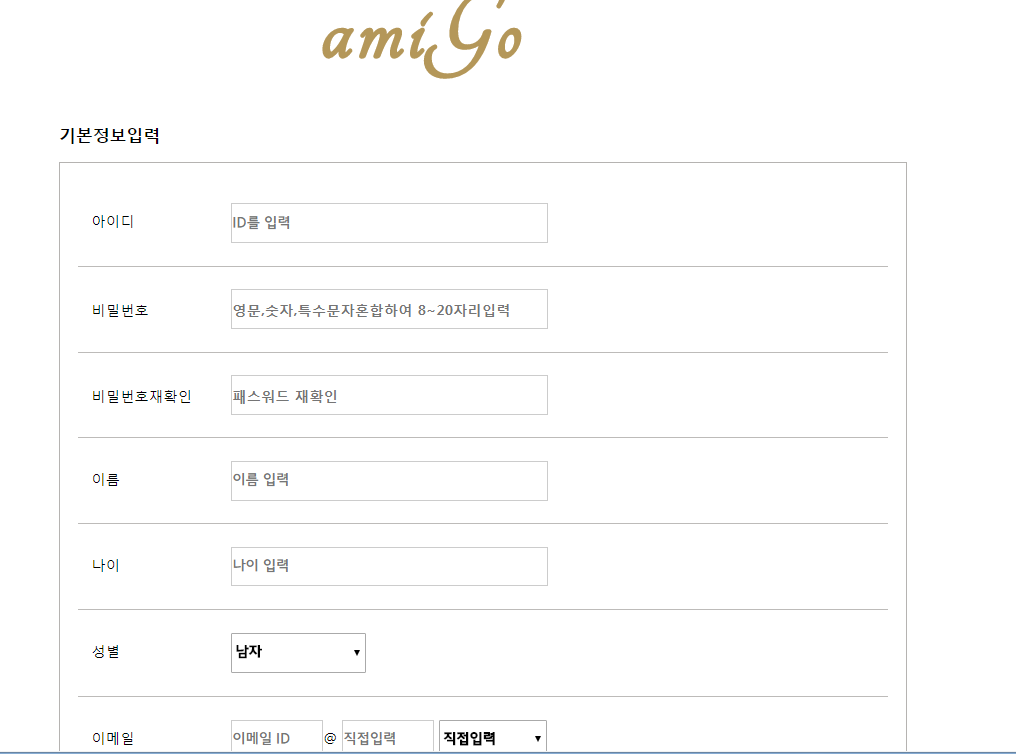 amiGo
기본정보입력
아이디 ID를 입력
비밀번호 영문,숫자,특수문자혼합하여 8~20자리입력
비밀번호재확인 패스워드 재확인
이름 이름 입력
나이 나이 입력
성별 남자 ▾
이메일 이메일 ID @ 직접입력 직접입력 ▾